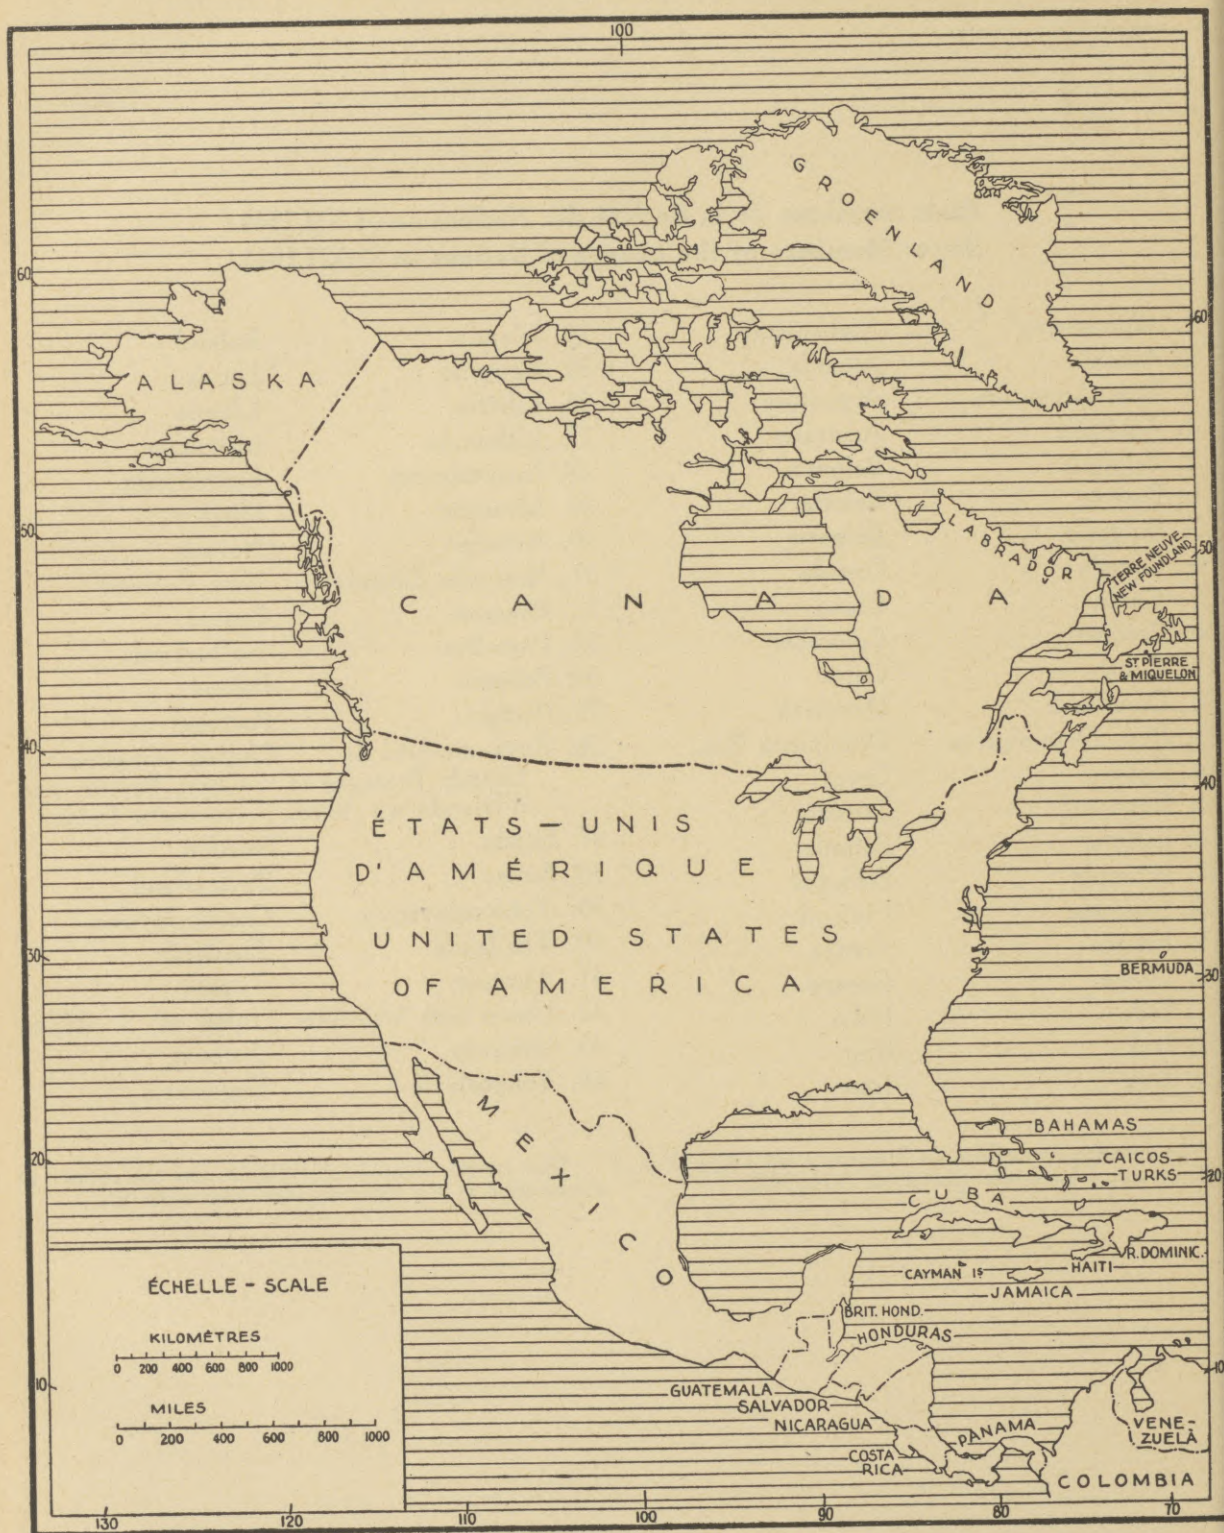 100
GROENLAND
60
60
ALASKA
50
LABRADOR
TERRE NEUVE
NEW FOUNDLAND
50
CANADA
ST PIERRE
& MIQUELON
40
40
ÉTATS-UNIS
D'AMÉRIQUE
UNITED STATES
OF AMERICA
30
BERMUDA
30
MEXICO
BAHAMAS
20
CAICOS
TURKS
20
CUBA
R. DOMINIC.
HAITI
CAYMAN IS
JAMAICA
ÉCHELLE - SCALE
BRIT. HOND.
HONDURAS
KILOMÈTRES
0 200 400 600 800 1000
10
10
GUATEMALA
SALVADOR
NICARAGUA
MILES
0 200 400 600 800 1000
PANAMA
VENE-
ZUELA
COSTA
RICA
COLOMBIA
130 120 110 100 90 80 70